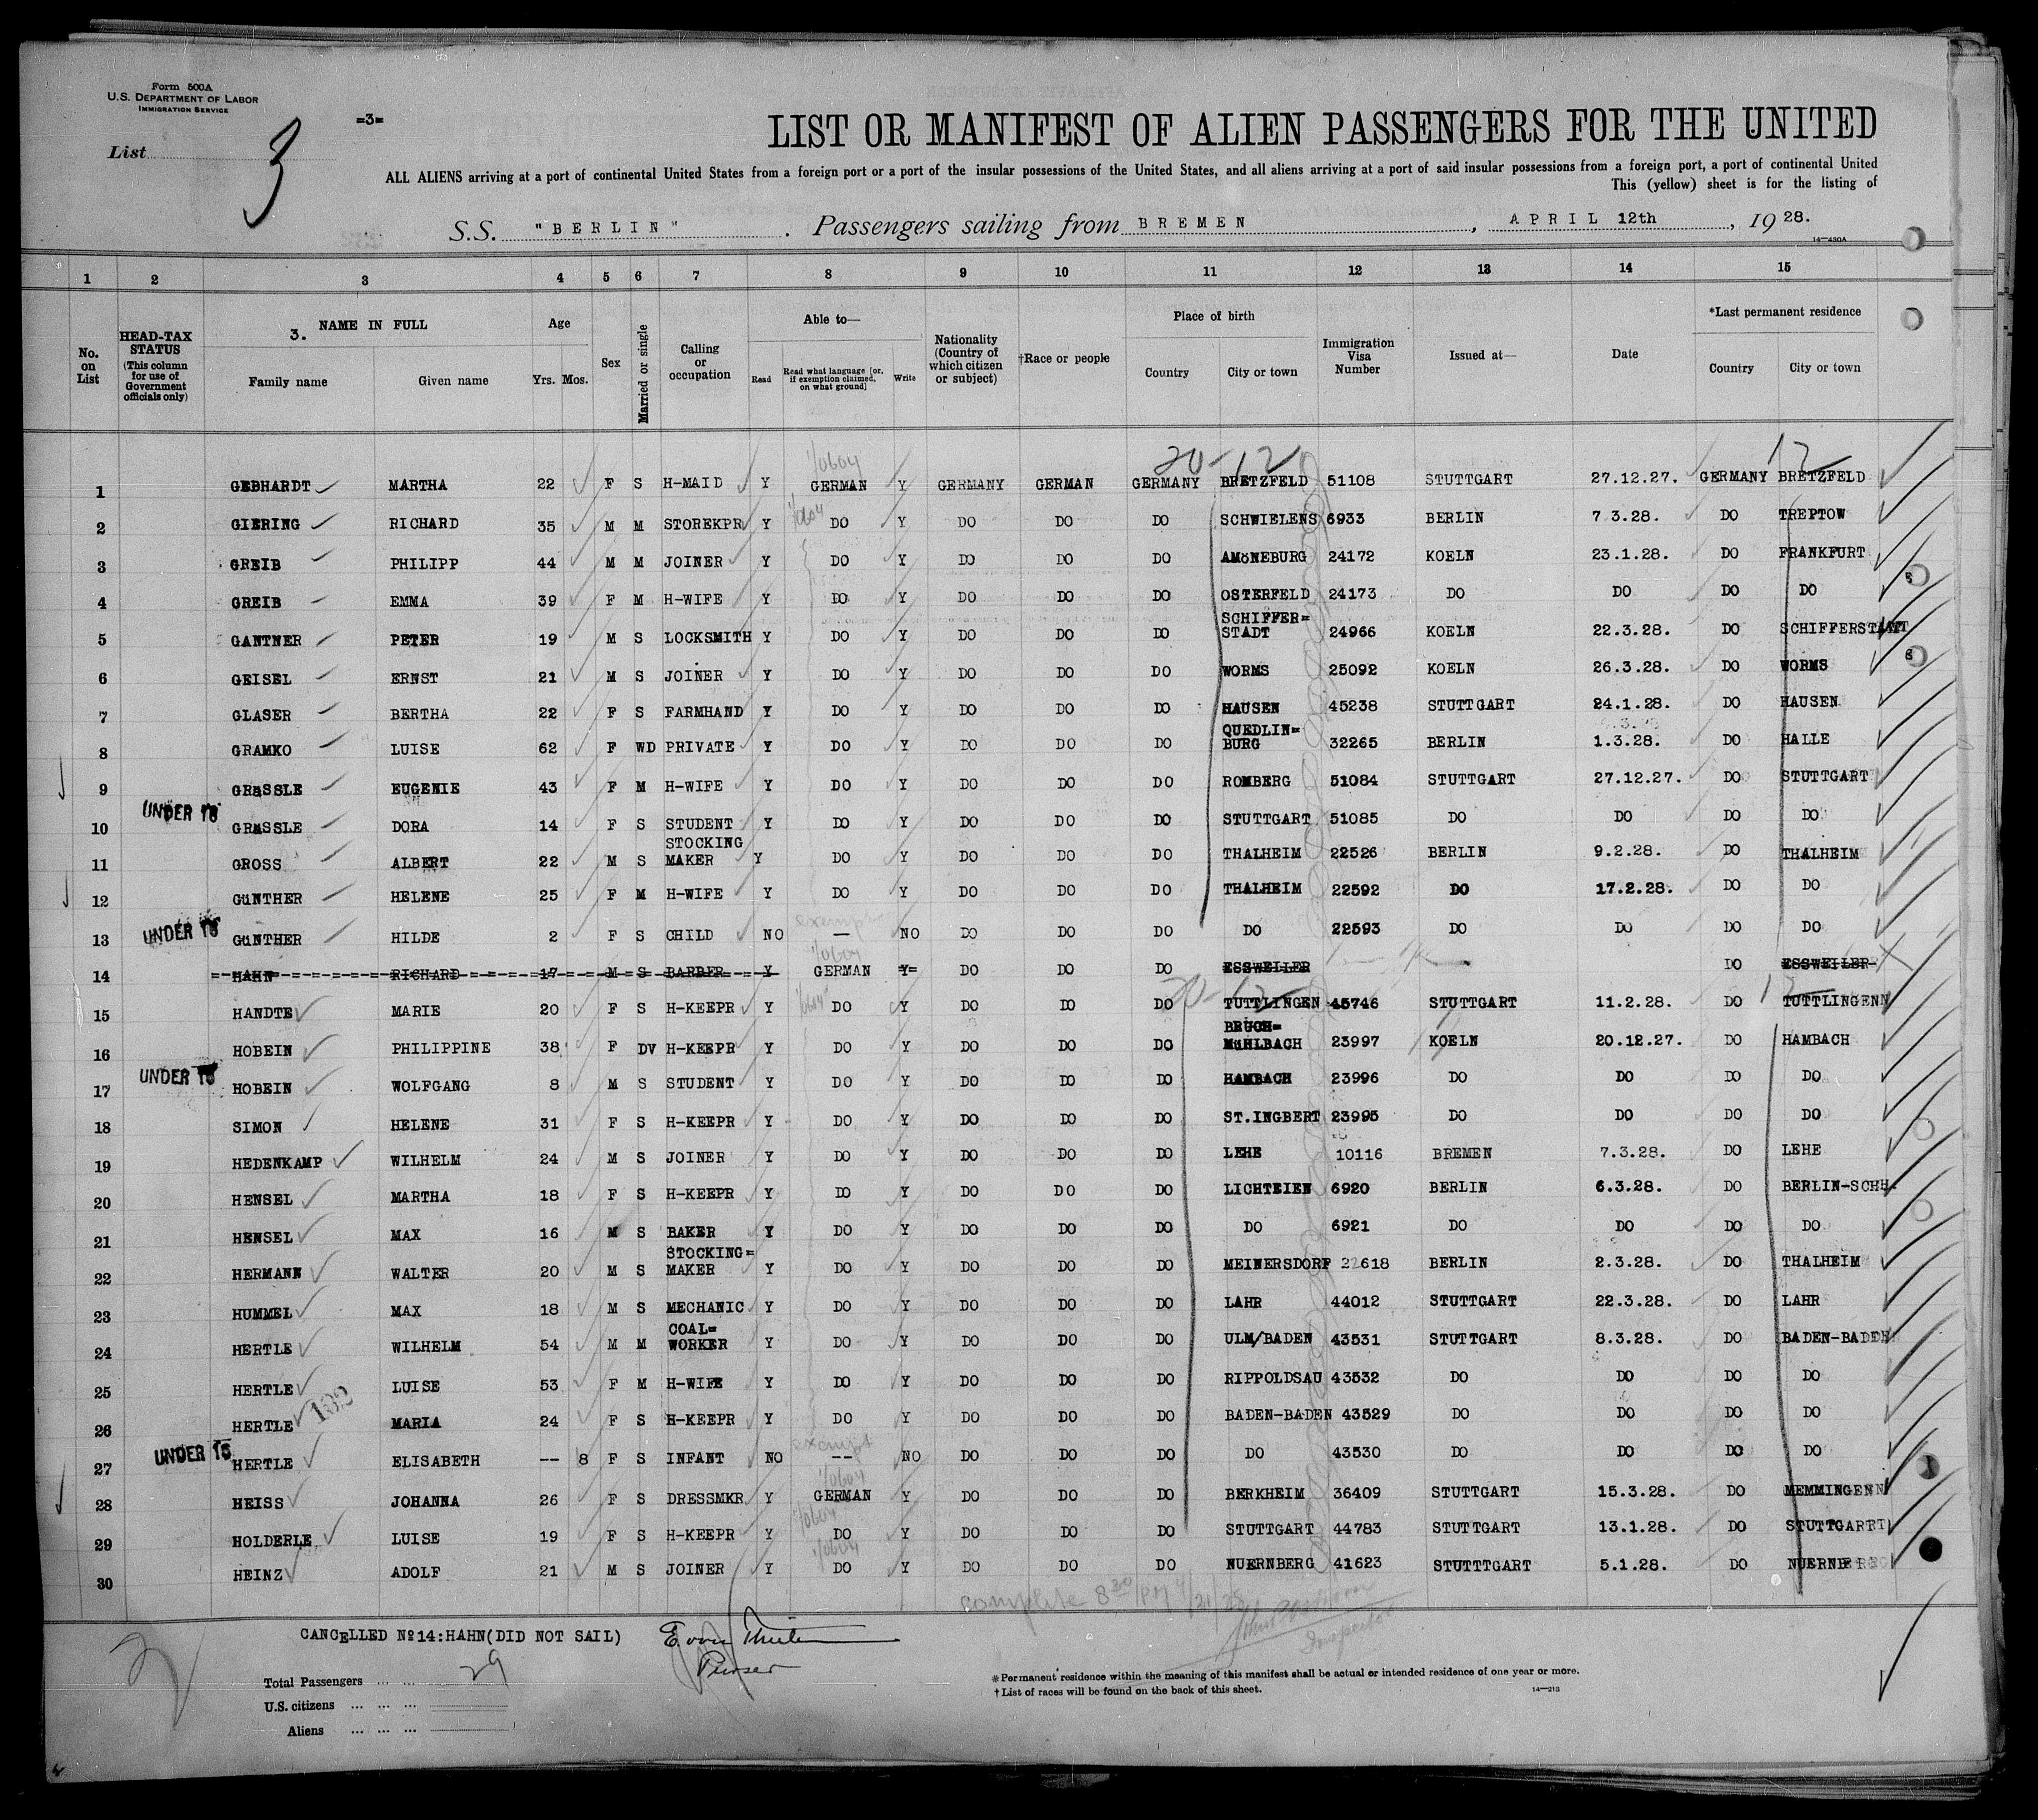 Form 500A
U.S. DEPARTMENT OF LABOR
IMMIGRATION SERVICE
=3=
List 3
LIST OR MANIFEST OF ALIEN PASSENGERS FOR THE UNITED
ALL ALIENS arriving at a port of continental United States from a foreign port or a port of the insular possessions of the United States, and all aliens arriving at a port of said insular possessions from a foreign port, a port of continental United
This (yellow) sheet is for the listing of
S.S. "BERLIN". Passengers sailing from BREMEN, APRIL 12th, 1928.
14—430A
1 2 3 4 5 6 7 8 9 10 11 12 13 14 15
No. on List
HEAD-TAX STATUS (This column for use of Government officials only)
3. NAME IN FULL
Family name Given name
Age
Yrs. Mos.
Sex
Married or single
Calling or occupation
Able to—
Read Read what language [or, if exemption claimed, on what ground] Write
Nationality (Country of which citizen or subject)
†Race or people
Place of birth
Country City or town
Immigration Visa Number
Issued at—
Date
*Last permanent residence
Country City or town
20-12 12
1 GEBHARDT MARTHA 22 F S H-MAID Y GERMAN Y GERMANY GERMAN GERMANY BRETZFELD 51108 STUTTGART 27.12.27. GERMANY BRETZFELD
2 GIERING RICHARD 35 M M STOREKPR Y DO Y DO DO DO SCHWIELENS 6933 BERLIN 7 3.28. DO TREPTOW
3 GREIB PHILIPP 44 M M JOINER Y DO Y DO DO DO AMöNEBURG 24172 KOELN 23.1.28. DO FRANKFURT
4 GREIB EMMA 39 F M H-WIFE Y DO Y DO DO DO OSTERFELD 24173 DO DO DO DO
5 GANTNER PETER 19 M S LOCKSMITH Y DO Y DO DO DO SCHIFFER=STADT 24966 KOELN 22.3.28. DO SCHIFFERSTADT
6 GEISEL ERNST 21 M S JOINER Y DO Y DO DO DO WORMS 25092 KOELN 26.3.28. DO WORMS
7 GLASER BERTHA 22 F S FARMHAND Y DO Y DO DO DO HAUSEN 45238 STUTTGART 24.1.28. DO HAUSEN
8 GRAMKO LUISE 62 F WD PRIVATE Y DO Y DO DO DO QUEDLIN=BURG 32265 BERLIN 1.3.28. DO HALLE
9 GRäSSLE EUGENIE 43 F M H-WIFE Y DO Y DO DO DO ROMBERG 51084 STUTTGART 27.12.27. DO STUTTGART
UNDER 16
10 GRäSSLE DORA 14 F S STUDENT Y DO Y DO DO DO STUTTGART 51085 DO DO DO DO
11 GROSS ALBERT 22 M S STOCKING MAKER Y DO Y DO DO DO THALHEIM 22526 BERLIN 9.2.28. DO THALHEIM
12 GüNTHER HELENE 25 F M H-WIFE Y DO Y DO DO DO THALHEIM 22592 DO 17.2.28. DO DO
UNDER 16
exempt
13 GüNTHER HILDE 2 F S CHILD NO — NO DO DO DO DO 22593 DO DO DO DO
14 HAHN RICHARD 17 M S BARBER Y GERMAN Y DO DO DO ESSWEILER DO ESSWEILER
20-12 12
15 HANDTE MARIE 20 F S H-KEEPR Y DO Y DO DO DO TUTTLINGEN 45746 STUTTGART 11.2.28. DO TUTTLINGENN
16 HOBEIN PHILIPPINE 38 F DV H-KEEPR Y DO Y DO DO DO BRUCH=MüHLBACH 23997 KOELN 20.12.27. DO HAMBACH
UNDER 16
17 HOBEIN WOLFGANG 8 M S STUDENT Y DO Y DO DO DO HAMBACH 23996 DO DO DO DO
18 SIMON HELENE 31 F S H-KEEPR Y DO Y DO DO DO ST.INGBERT 23995 DO DO DO DO
19 HEDENKAMP WILHELM 24 M S JOINER Y DO Y DO DO DO LEHE 10116 BREMEN 7.3.28. DO LEHE
20 HENSEL MARTHA 18 F S H-KEEPR Y DO Y DO DO DO LICHTEIEN 6920 BERLIN 6.3.28. DO BERLIN-SCHH.
21 HENSEL MAX 16 M S BAKER Y DO Y DO DO DO DO 6921 DO DO DO DO
22 HERMANN WALTER 20 M S STOCKING=MAKER Y DO Y DO DO DO MEINERSDORF 22618 BERLIN 2.3.28. DO THALHEIM
23 HUMMEL MAX 18 M S MECHANIC Y DO Y DO DO DO LAHR 44012 STUTTGART 22.3.28. DO LAHR
24 HERTLE WILHELM 54 M M COAL=WORKER Y DO Y DO DO DO ULM/BADEN 43531 STUTTGART 8.3.28. DO BADEN-BADEN
25 HERTLE LUISE 53 F M H-WIFE Y DO Y DO DO DO RIPPOLDSAU 43532 DO DO DO DO
26 HERTLE MARIA 24 F S H-KEEPR Y DO Y DO DO DO BADEN-BADEN 43529 DO DO DO DO
UNDER 16
exempt
27 HERTLE ELISABETH -- 8 F S INFANT NO -- NO DO DO DO DO 43530 DO DO DO DO
28 HEISS JOHANNA 26 F S DRESSMKR Y GERMAN Y DO DO DO BERKHEIM 36409 STUTTGART 15.3.28. DO MEMMINGENN
29 HOLDERLE LUISE 19 F S H-KEEPR Y DO Y DO DO DO STUTTGART 44783 STUTTGART 13.1.28. DO STUTTGARTT
30 HEINZ ADOLF 21 M S JOINER Y DO Y DO DO DO NUERNBERG 41623 STUTTTGART 5.1.28. DO NUERNBERG
complete 8 30 PM 4/21/28
Inspector
CANCELLED No 14:HAHN(DID NOT SAIL)
Purser
Total Passengers ... ... 29
U.S. citizens ... ... ...
Aliens ... ... ...
*Permanent residence within the meaning of this manifest shall be actual or intended residence of one year or more.
†List of races will be found on the back of this sheet.
14—213